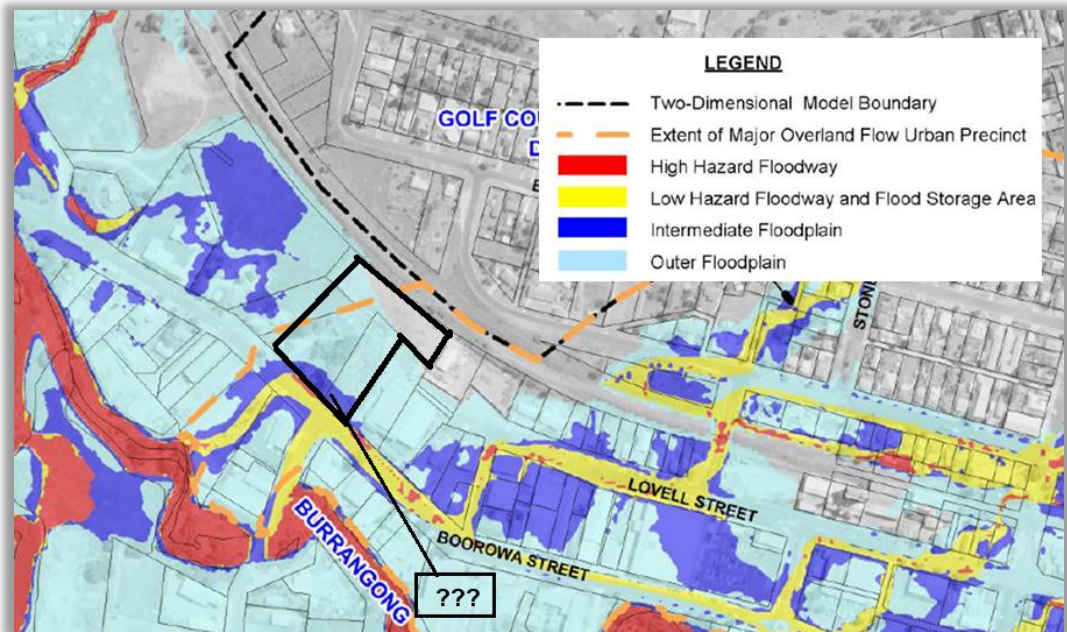 GOLF COU
D
E
LEGEND
Two-Dimensional Model Boundary
Extent of Major Overland Flow Urban Precinct
High Hazard Floodway
Low Hazard Floodway and Flood Storage Area
Intermediate Floodplain
Outer Floodplain
STON
LOVELL STREET
BOOROWA STREET
BURRANGONG
???